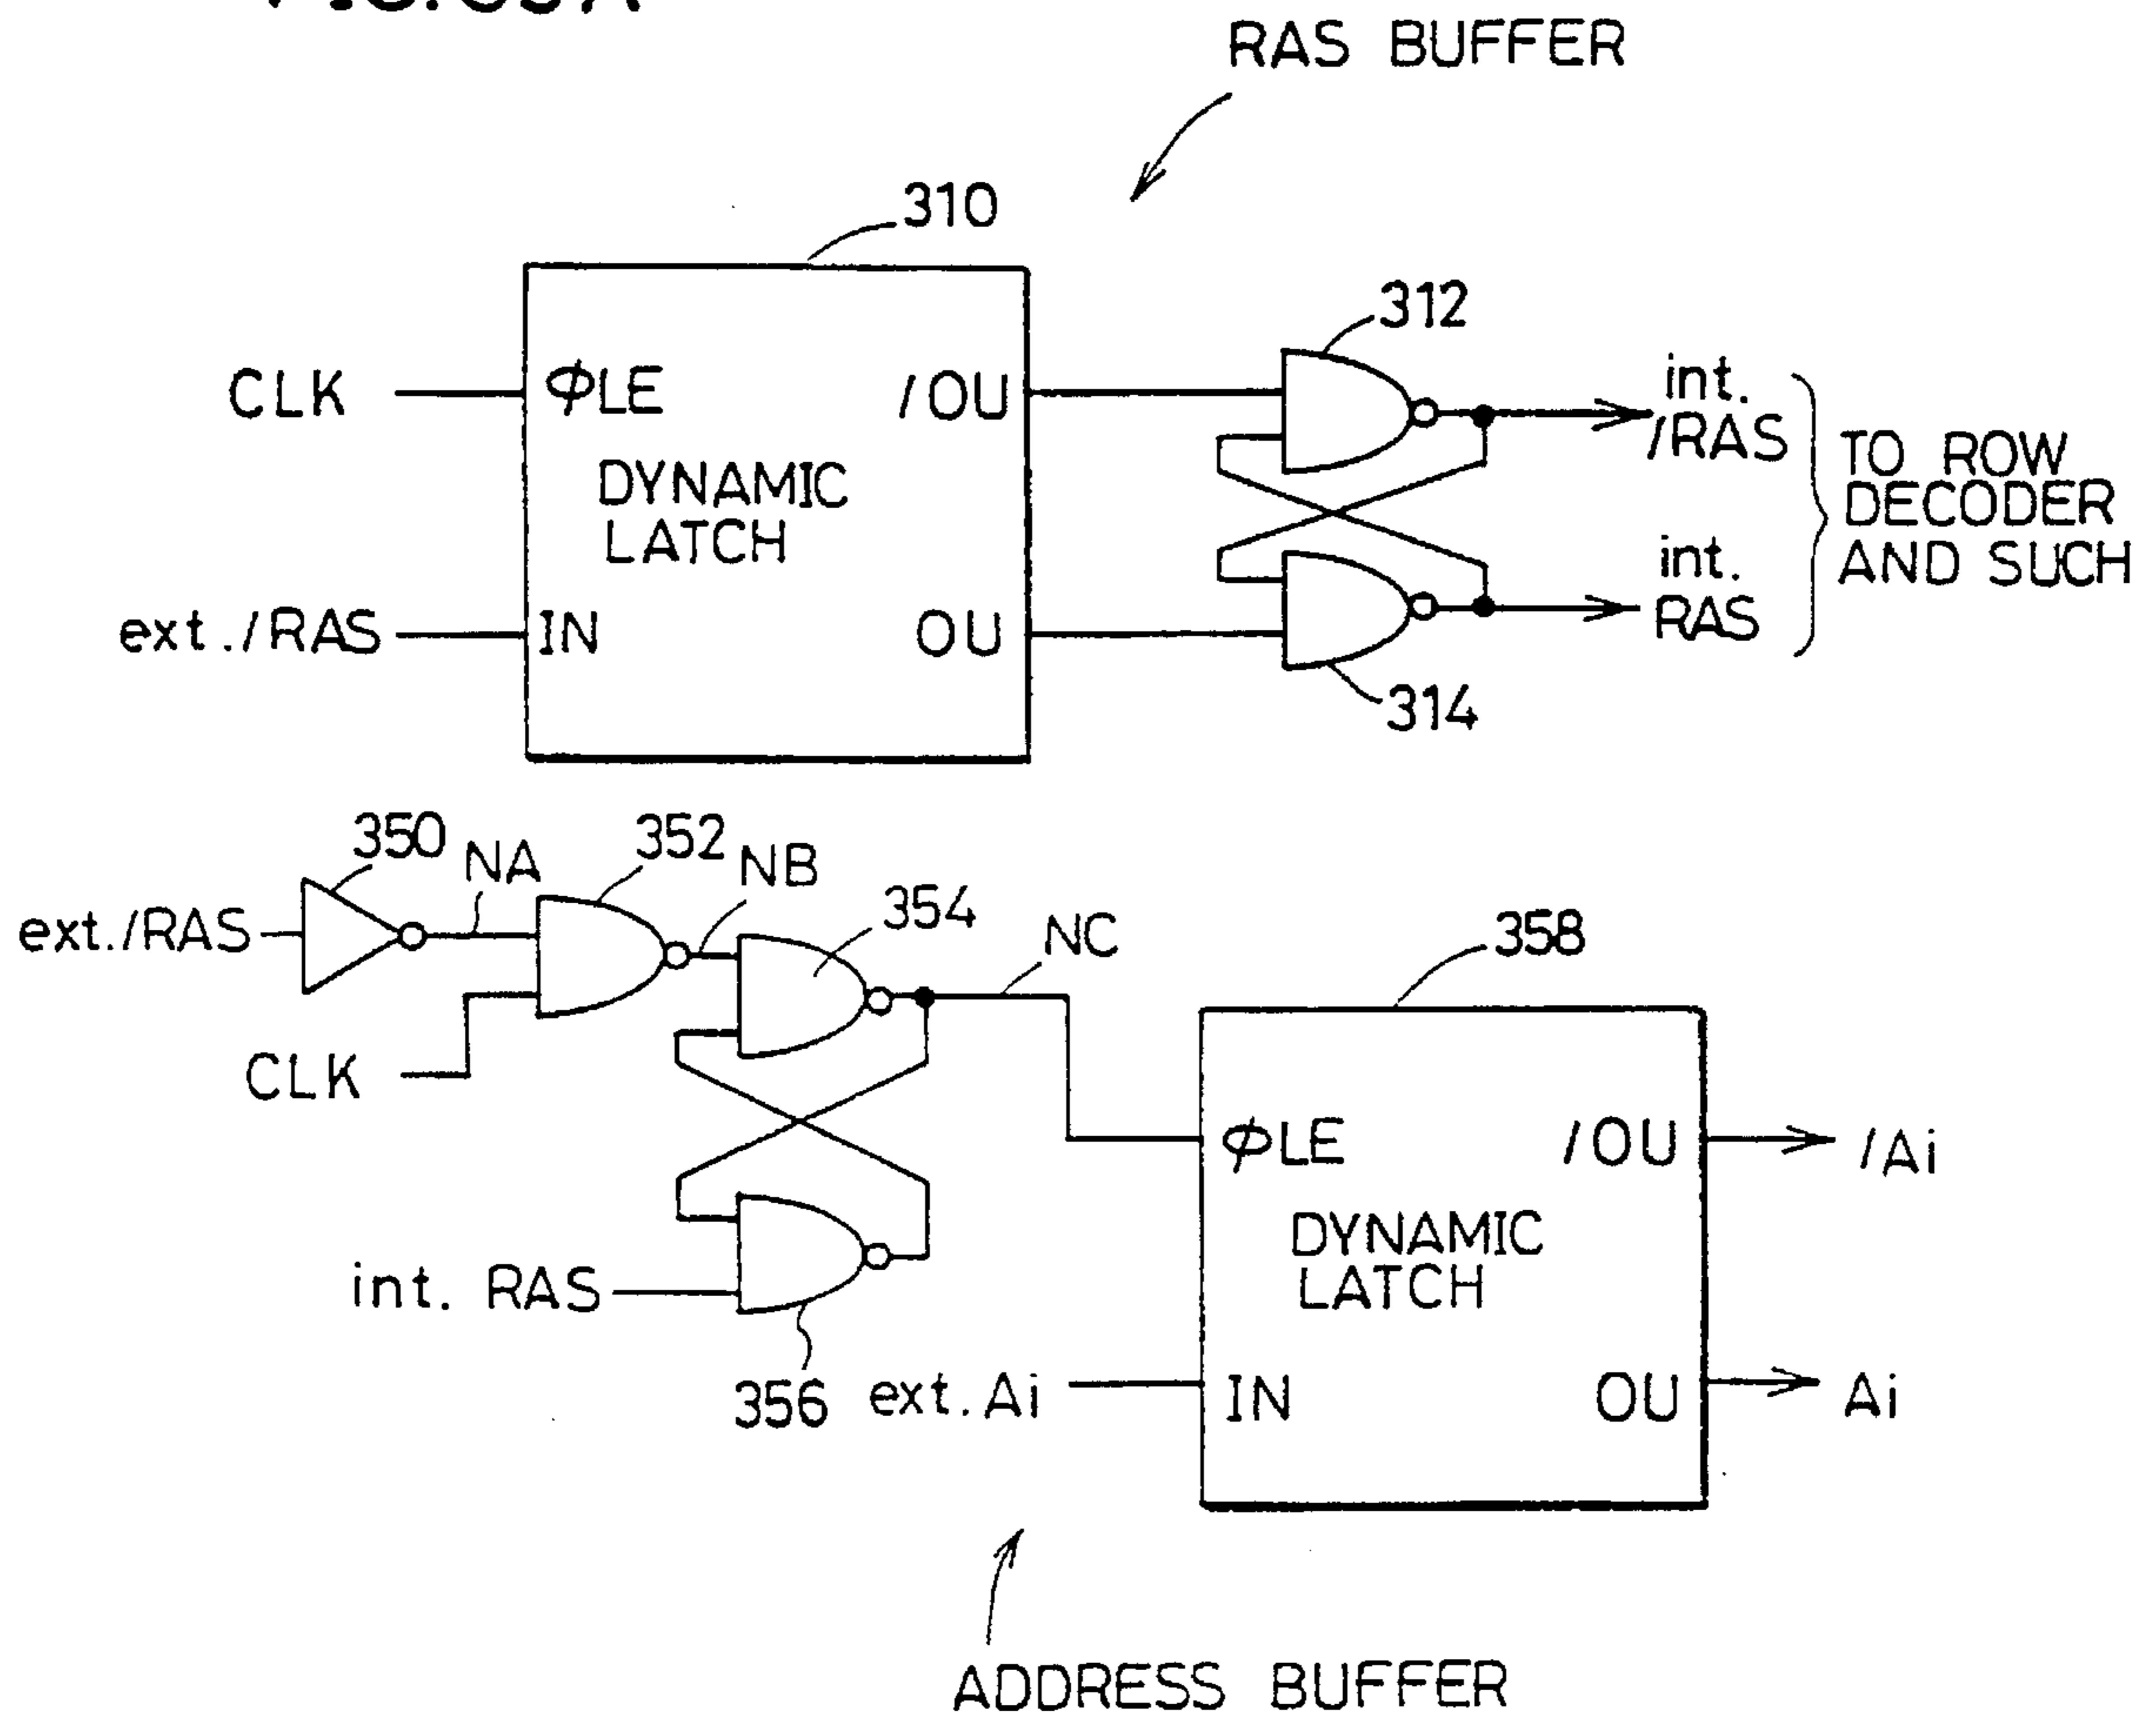 RAS BUFFER
310
312
CLK
φLE
/OU
int.
/RAS
DYNAMIC
LATCH
TO ROW
DECODER
AND SUCH
ext./RAS
IN
OU
int.
RAS
314
350
NA
352
NB
354
NC
358
ext./RAS
CLK
φLE
/OU
/Ai
DYNAMIC
LATCH
int. RAS
356
ext.Ai
IN
OU
Ai
ADDRESS BUFFER